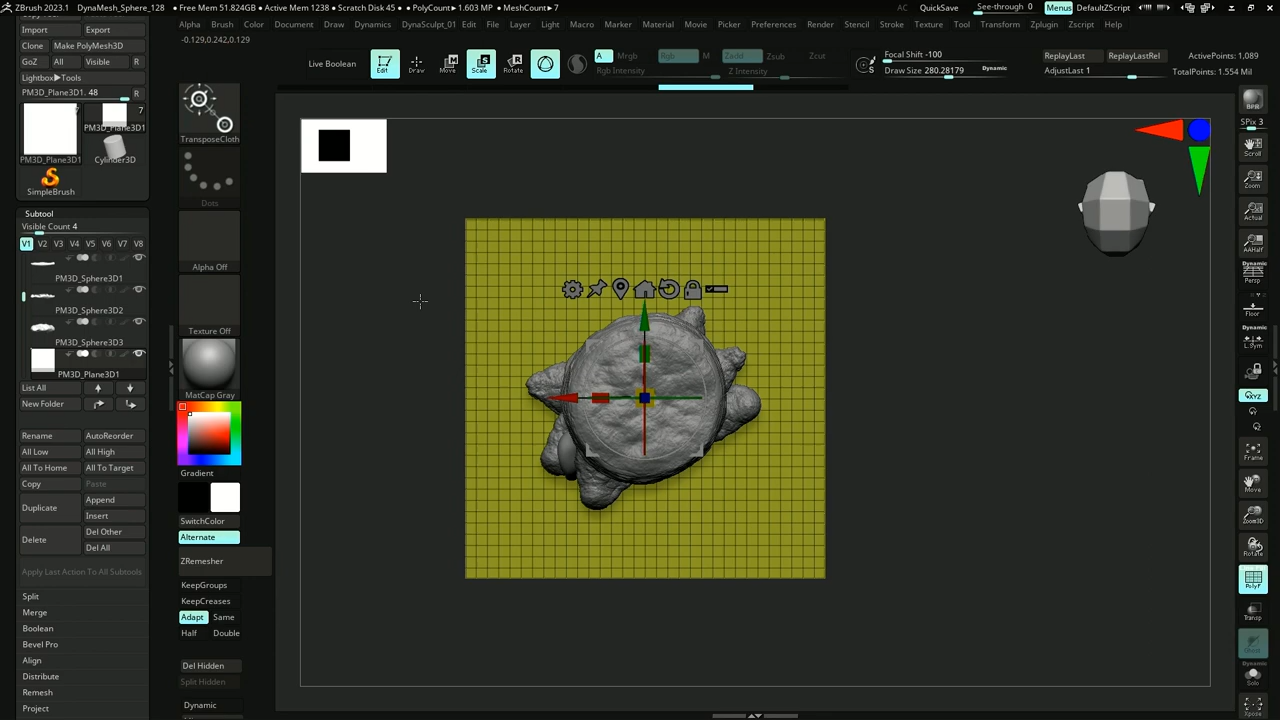 ZBrush 2023.1 DynaMesh_Sphere_128 ● Free Mem 51.824GB ● Active Mem 1238 ● Scratch Disk 45 ● PolyCount▸1.603 MP ● MeshCount▸7 AC QuickSave See-through 0 Menus DefaultZScript
Alpha Brush Color Document Draw Dynamics DynaSculpt_01 Edit File Layer Light Macro Marker Material Movie Picker Preferences Render Stencil Stroke Texture Tool Transform Zplugin Zscript Help
-0.129,0.242,0.129
Import Export
Clone Make PolyMesh3D
GoZ All Visible R
Lightbox▶Tools
PM3D_Plane3D1. 48 R
7
7
PM3D_Plane3D1
PM3D_Plane3D1 Cylinder3D
SimpleBrush
Subtool
Visible Count 4
V1 V2 V3 V4 V5 V6 V7 V8
PM3D_Sphere3D1
PM3D_Sphere3D2
PM3D_Sphere3D3
PM3D_Plane3D1
List All
New Folder
Rename AutoReorder
All Low All High
All To Home All To Target
Copy Paste
Duplicate Append
Insert
Delete Del Other
Del All
Apply Last Action To All Subtools
Split
Merge
Boolean
Bevel Pro
Align
Distribute
Remesh
Project
TransposeCloth
Dots
Alpha Off
Texture Off
MatCap Gray
Gradient
SwitchColor
Alternate
ZRemesher
KeepGroups
KeepCreases
Adapt Same
Half Double
Del Hidden
Split Hidden
Dynamic
Live Boolean Edit Draw Move Scale Rotate
A Mrgb Rgb M Zadd Zsub Zcut
Rgb Intensity Z Intensity
S
Focal Shift -100
Draw Size 280.28179 Dynamic
ReplayLast ReplayLastRel
AdjustLast 1
ActivePoints: 1,089
TotalPoints: 1.554 Mil
BPR
SPix 3
Scroll
Zoom
Actual
AAHalf
Dynamic
Persp
Floor
Dynamic
L.Sym
XYZ
Frame
Move
Zoom3D
Rotate
PolyF
Transp
Ghost
Dynamic
Solo
Xpose